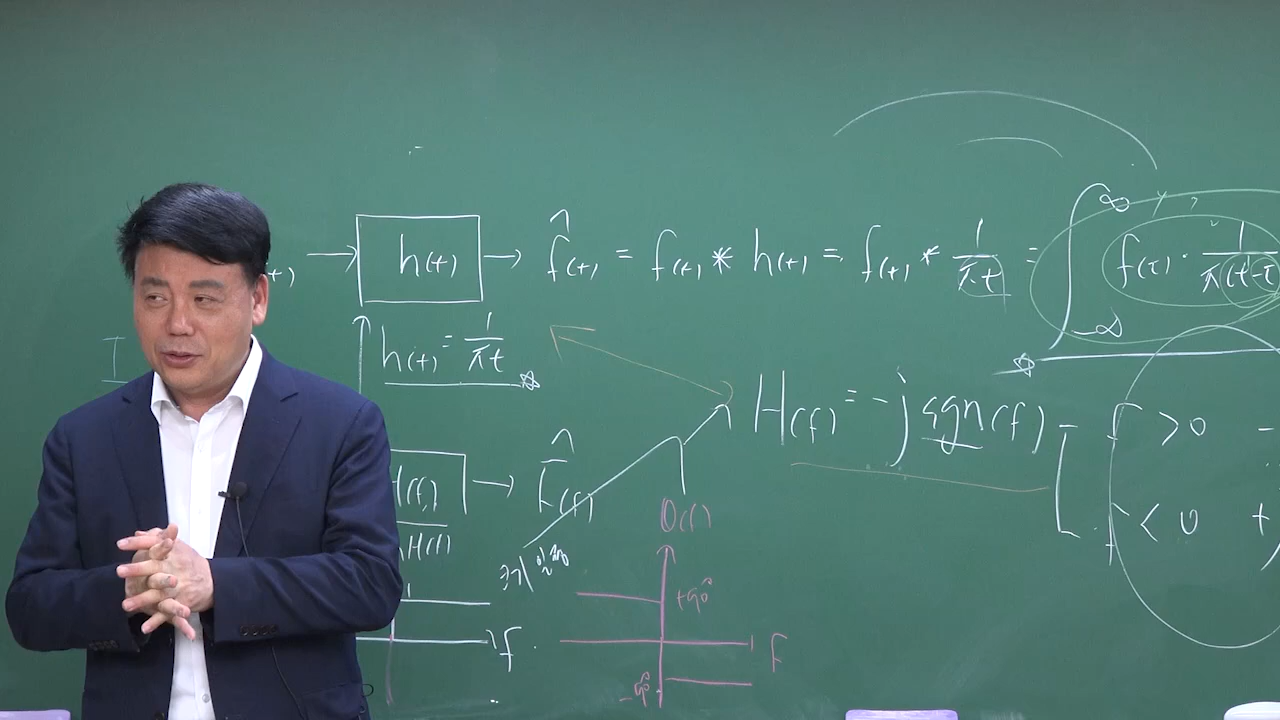 h(t) → f̂(t) = f(t) * h(t) = f(t) * 1/πt = ∫_{-∞}^{∞} f(τ) · 1/π(t-τ
I
h(t) = 1/πt
H(f) = -j sgn(f) [ f > 0 -
f < 0 +
H(f) → F̂(f)
H(f)
θ(f)
+90°
f
f
-90°